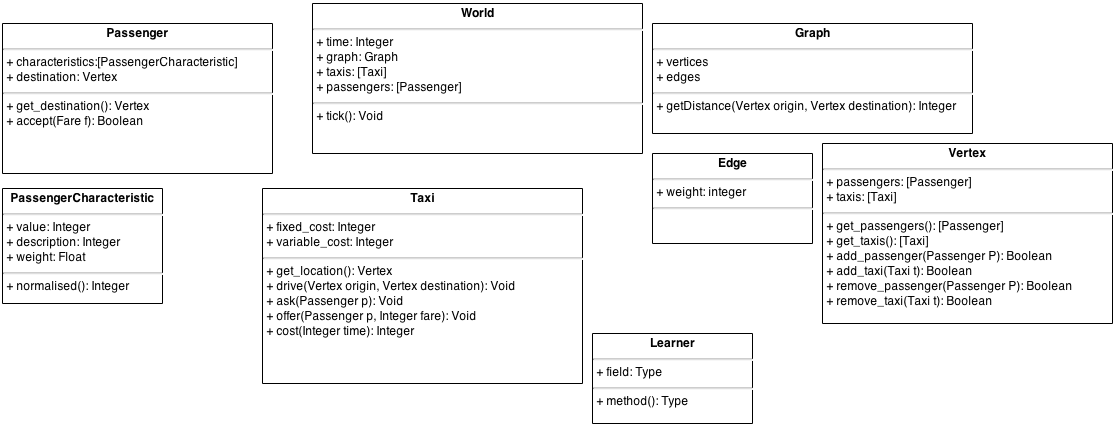 Passenger
+ characteristics:[PassengerCharacteristic]
+ destination: Vertex
+ get_destination(): Vertex
+ accept(Fare f): Boolean
World
+ time: Integer
+ graph: Graph
+ taxis: [Taxi]
+ passengers: [Passenger]
+ tick(): Void
Graph
+ vertices
+ edges
+ getDistance(Vertex origin, Vertex destination): Integer
PassengerCharacteristic
+ value: Integer
+ description: Integer
+ weight: Float
+ normalised(): Integer
Taxi
+ fixed_cost: Integer
+ variable_cost: Integer
+ get_location(): Vertex
+ drive(Vertex origin, Vertex destination): Void
+ ask(Passenger p): Void
+ offer(Passenger p, Integer fare): Void
+ cost(Integer time): Integer
Edge
+ weight: integer
Vertex
+ passengers: [Passenger]
+ taxis: [Taxi]
+ get_passengers(): [Passenger]
+ get_taxis(): [Taxi]
+ add_passenger(Passenger P): Boolean
+ add_taxi(Taxi t): Boolean
+ remove_passenger(Passenger P): Boolean
+ remove_taxi(Taxi t): Boolean
Learner
+ field: Type
+ method(): Type